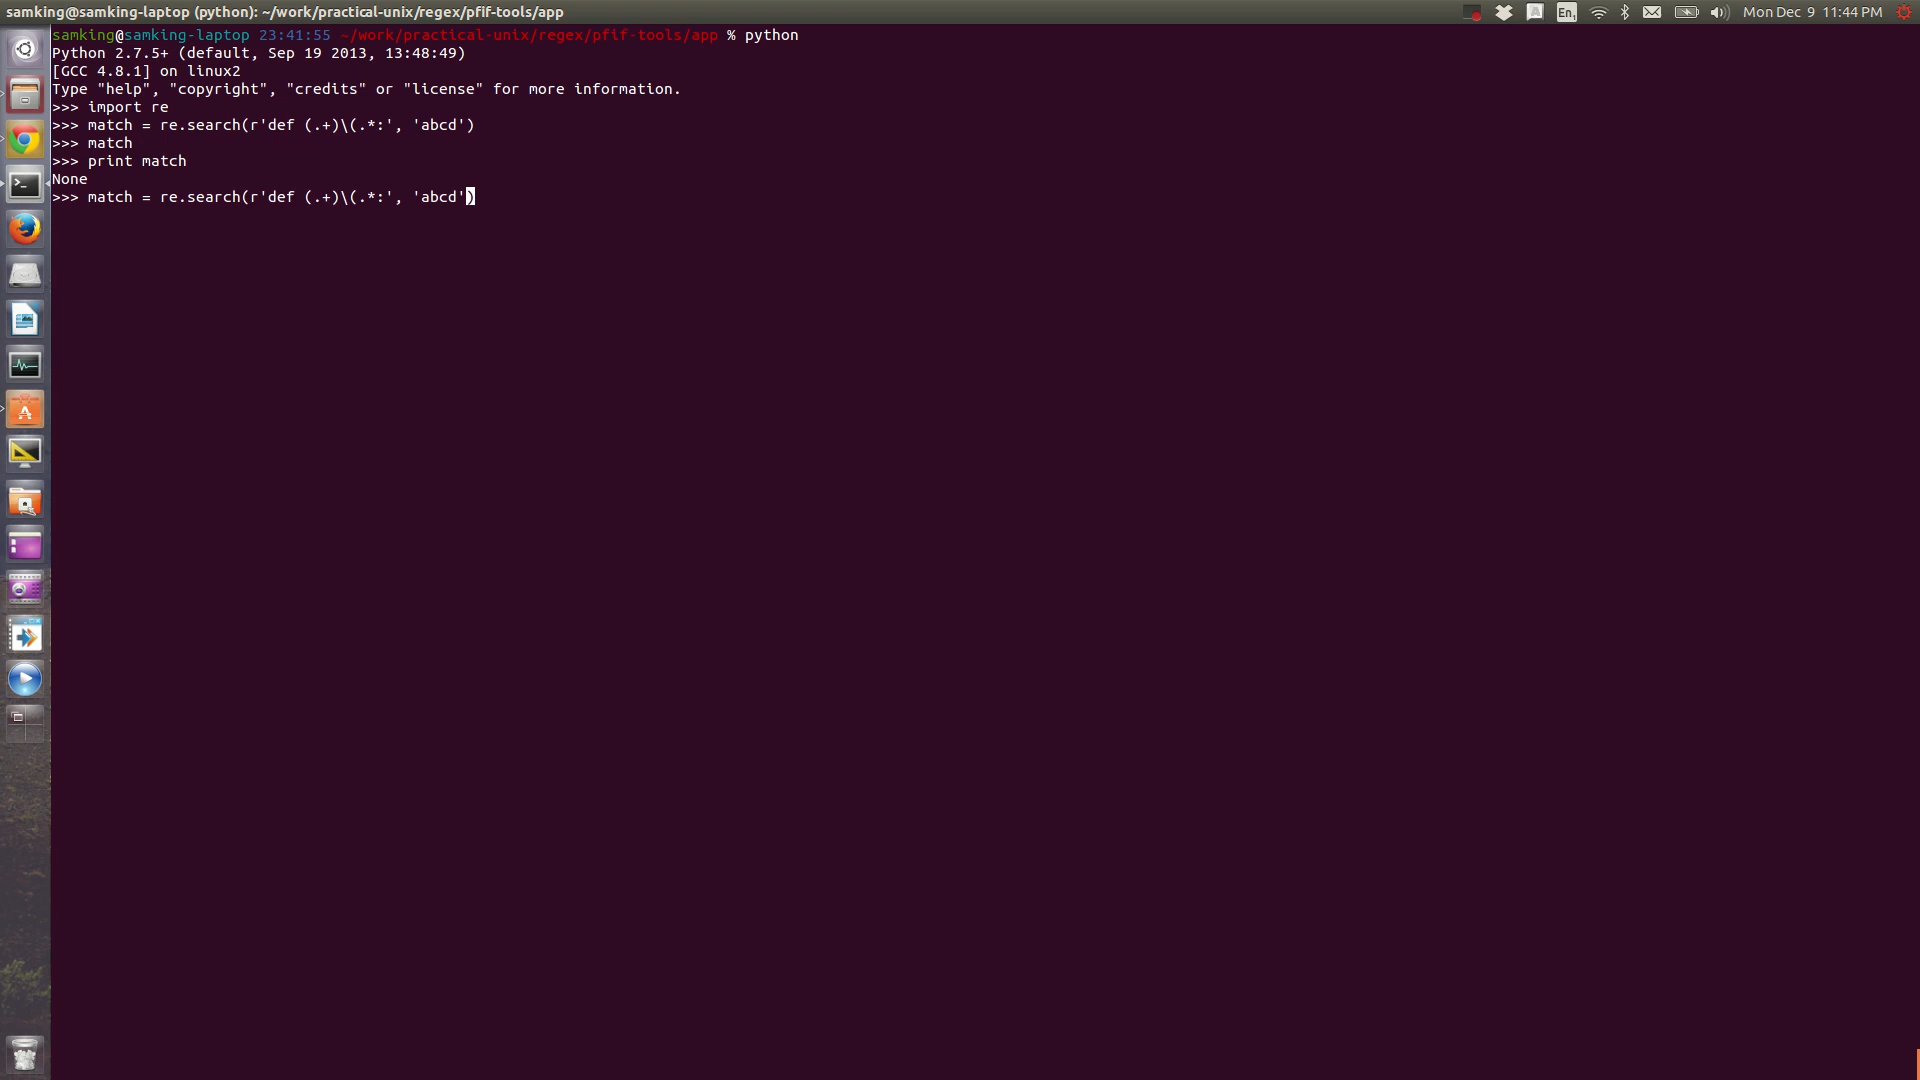 samking@samking-laptop (python): ~/work/practical-unix/regex/pfif-tools/app
En1
Mon Dec 9 11:44 PM
samking@samking-laptop 23:41:55 ~/work/practical-unix/regex/pfif-tools/app % python
Python 2.7.5+ (default, Sep 19 2013, 13:48:49)
[GCC 4.8.1] on linux2
Type "help", "copyright", "credits" or "license" for more information.
>>> import re
>>> match = re.search(r'def (.+)\(.*:', 'abcd')
>>> match
>>> print match
None
>>> match = re.search(r'def (.+)\(.*:', 'abcd')